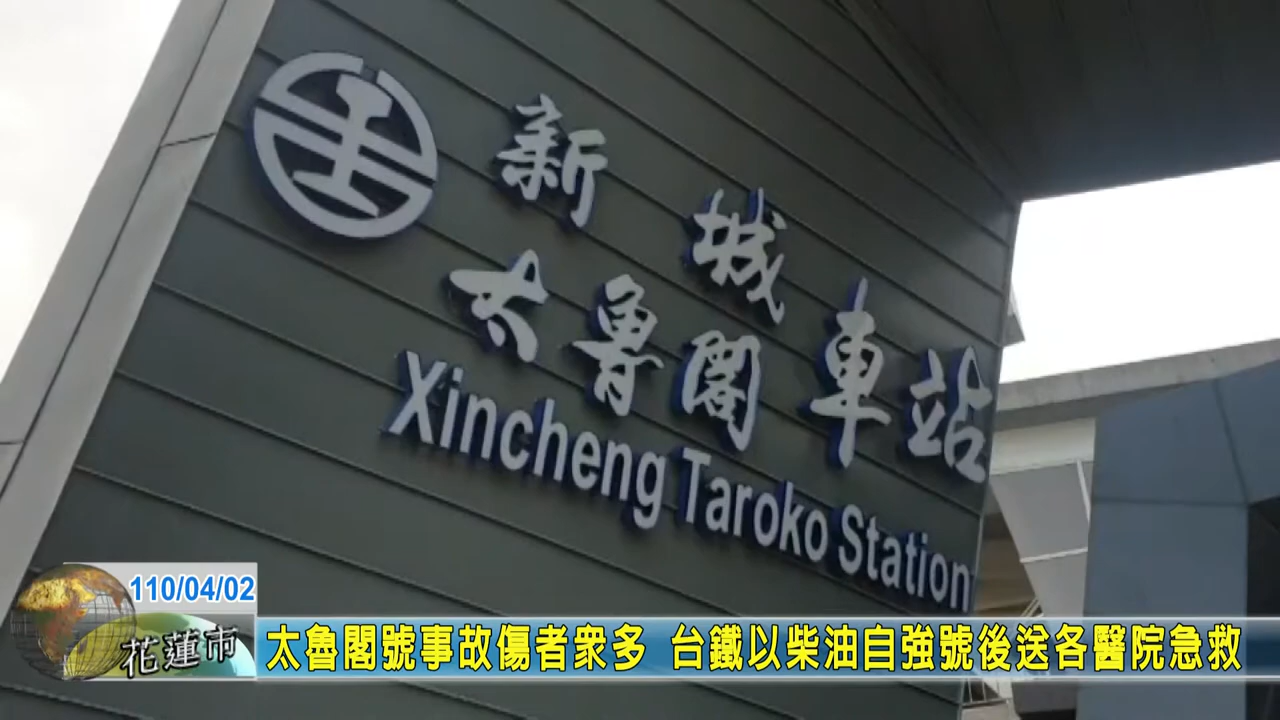 新城車站
太魯閣
Xincheng Taroko Station
110/04/02
花蓮市
太魯閣號事故傷者衆多 台鐵以柴油自強號後送各醫院急救